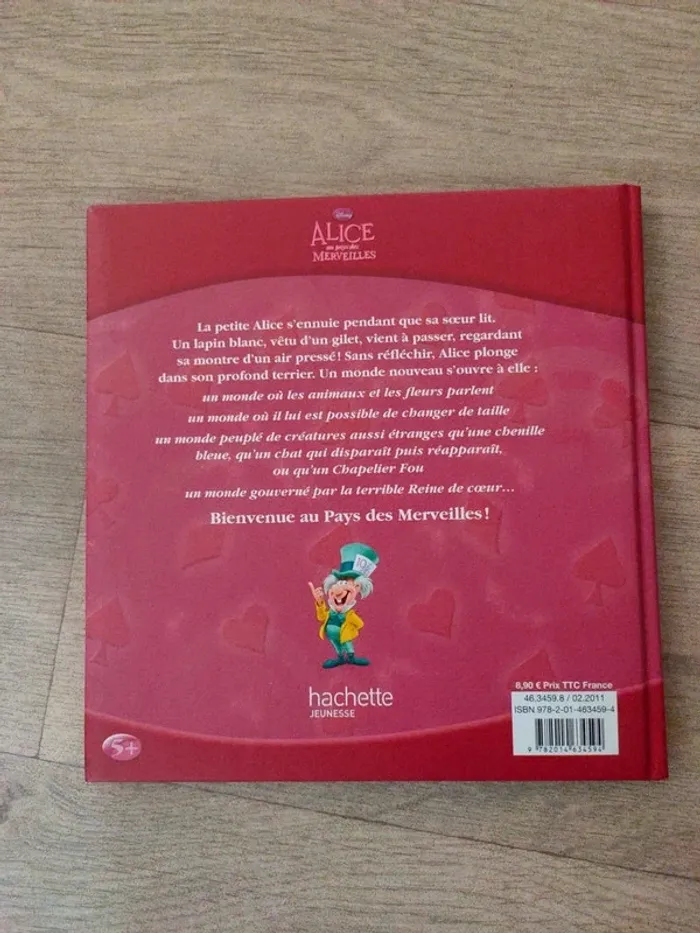 Disney
ALICE
au pays des
MERVEILLES
La petite Alice s'ennuie pendant que sa sœur lit.
Un lapin blanc, vêtu d'un gilet, vient à passer, regardant
sa montre d'un air pressé! Sans réfléchir, Alice plonge
dans son profond terrier. Un monde nouveau s'ouvre à elle :
un monde où les animaux et les fleurs parlent
un monde où il lui est possible de changer de taille
un monde peuplé de créatures aussi étranges qu'une chenille
bleue, qu'un chat qui disparaît puis réapparaît,
ou qu'un Chapelier Fou
un monde gouverné par la terrible Reine de cœur...
Bienvenue au Pays des Merveilles!
hachette
JEUNESSE
5+
6,90 € Prix TTC France
46.3459.8 / 02.2011
ISBN 978-2-01-463459-4
9 782014 634594